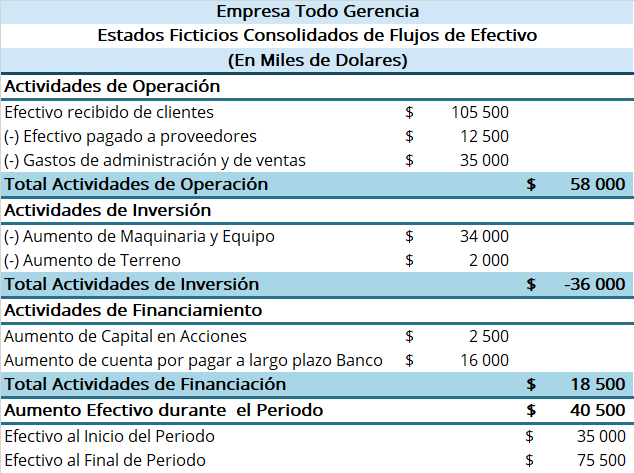 Empresa Todo Gerencia
Estados Ficticios Consolidados de Flujos de Efectivo
(En Miles de Dolares)
Actividades de Operación
Efectivo recibido de clientes $ 105 500
(-) Efectivo pagado a proveedores $ 12 500
(-) Gastos de administración y de ventas $ 35 000
Total Actividades de Operación $ 58 000
Actividades de Inversión
(-) Aumento de Maquinaria y Equipo $ 34 000
(-) Aumento de Terreno $ 2 000
Total Actividades de Inversión $ -36 000
Actividades de Financiamiento
Aumento de Capital en Acciones $ 2 500
Aumento de cuenta por pagar a largo plazo Banco $ 16 000
Total Actividades de Financiación $ 18 500
Aumento Efectivo durante el Periodo $ 40 500
Efectivo al Inicio del Periodo $ 35 000
Efectivo al Final de Periodo $ 75 500